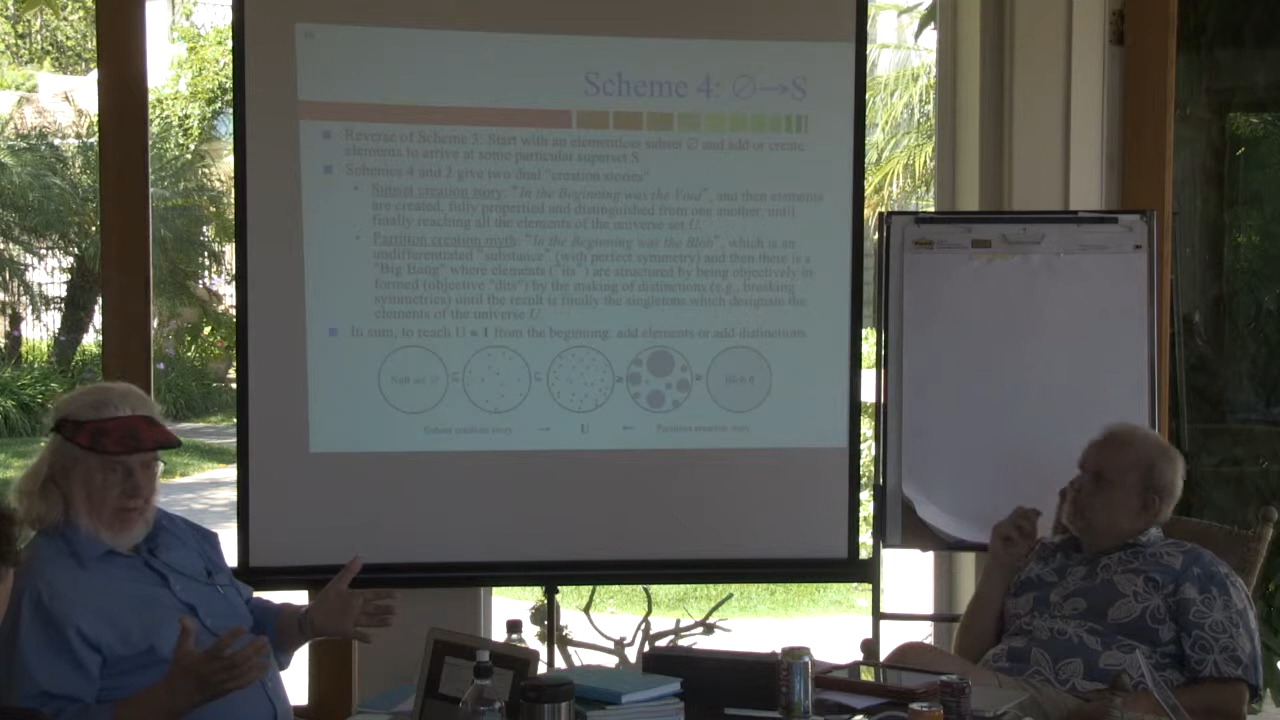 Scheme 4: ∅→S
Reverse of Scheme 3: Start with an elementless subset ∅ and add or create
elements to arrive at some particular superset S.
Schemes 4 and 2 give two dual "creation stories"
Subset creation story: "In the Beginning was the Void", and then elements
are created, fully propertied and distinguished from one another, until
finally reaching all the elements of the universe set U.
Partition creation myth: "In the Beginning was the Blob", which is an
undifferentiated "substance" (with perfect symmetry) and then there is a
"Big Bang" where elements ("its") are structured by being objectively in-
formed (objective "dits") by the making of distinctions (e.g., breaking
symmetries) until the result is finally the singletons which designate the
elements of the universe U.
In sum, to reach U ≈ 1 from the beginning, add elements or add distinctions
Null set
Blob 0
Subset creation story → U ← Partition creation story